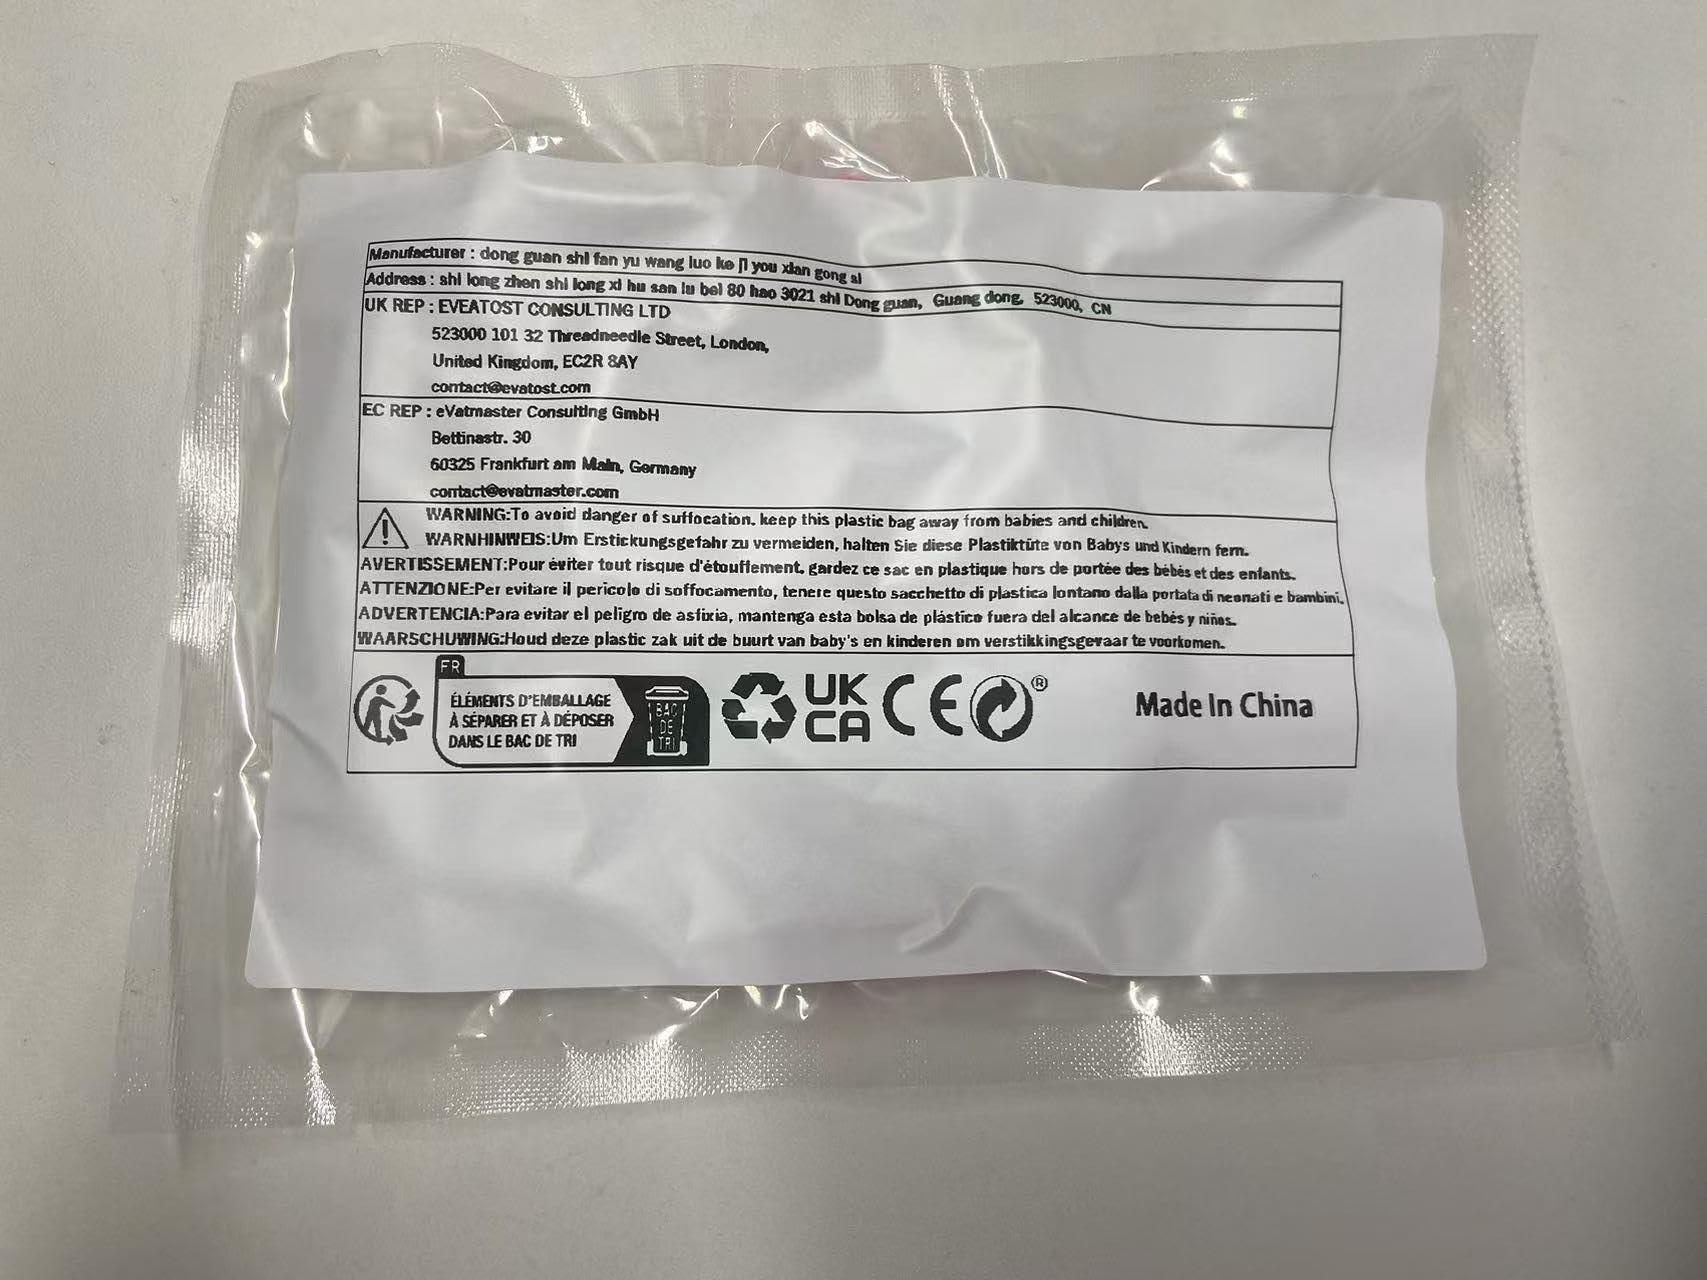 Manufacturer : dong guan shi fan yu wang luo ke ji you xian gong si
Address : shi long zhen shi long xi hu san lu bei 80 hao 3021 shi Dong guan, Guang dong, 523000, CN
UK REP : EVEATOST CONSULTING LTD
523000 101 32 Threadneedle Street, London,
United Kingdom, EC2R 8AY
contact@evatost.com
EC REP : eVatmaster Consulting GmbH
Bettinastr. 30
60325 Frankfurt am Main, Germany
contact@evatmaster.com
WARNING:To avoid danger of suffocation, keep this plastic bag away from babies and children.
WARNHINWEIS:Um Erstickungsgefahr zu vermeiden, halten Sie diese Plastiktüte von Babys und Kindern fern.
AVERTISSEMENT:Pour éviter tout risque d'étouffement, gardez ce sac en plastique hors de portée des bébés et des enfants.
ATTENZIONE:Per evitare il pericolo di soffocamento, tenere questo sacchetto di plastica lontano dalla portata di neonati e bambini.
ADVERTENCIA:Para evitar el peligro de asfixia, mantenga esta bolsa de plástico fuera del alcance de bebés y niños.
WAARSCHUWING:Houd deze plastic zak uit de buurt van baby's en kinderen om verstikkingsgevaar te voorkomen.
FR
ÉLÉMENTS D'EMBALLAGE
À SÉPARER ET À DÉPOSER
DANS LE BAC DE TRI
BAC
DE
TRI
UK
CA
CE
®
Made In China